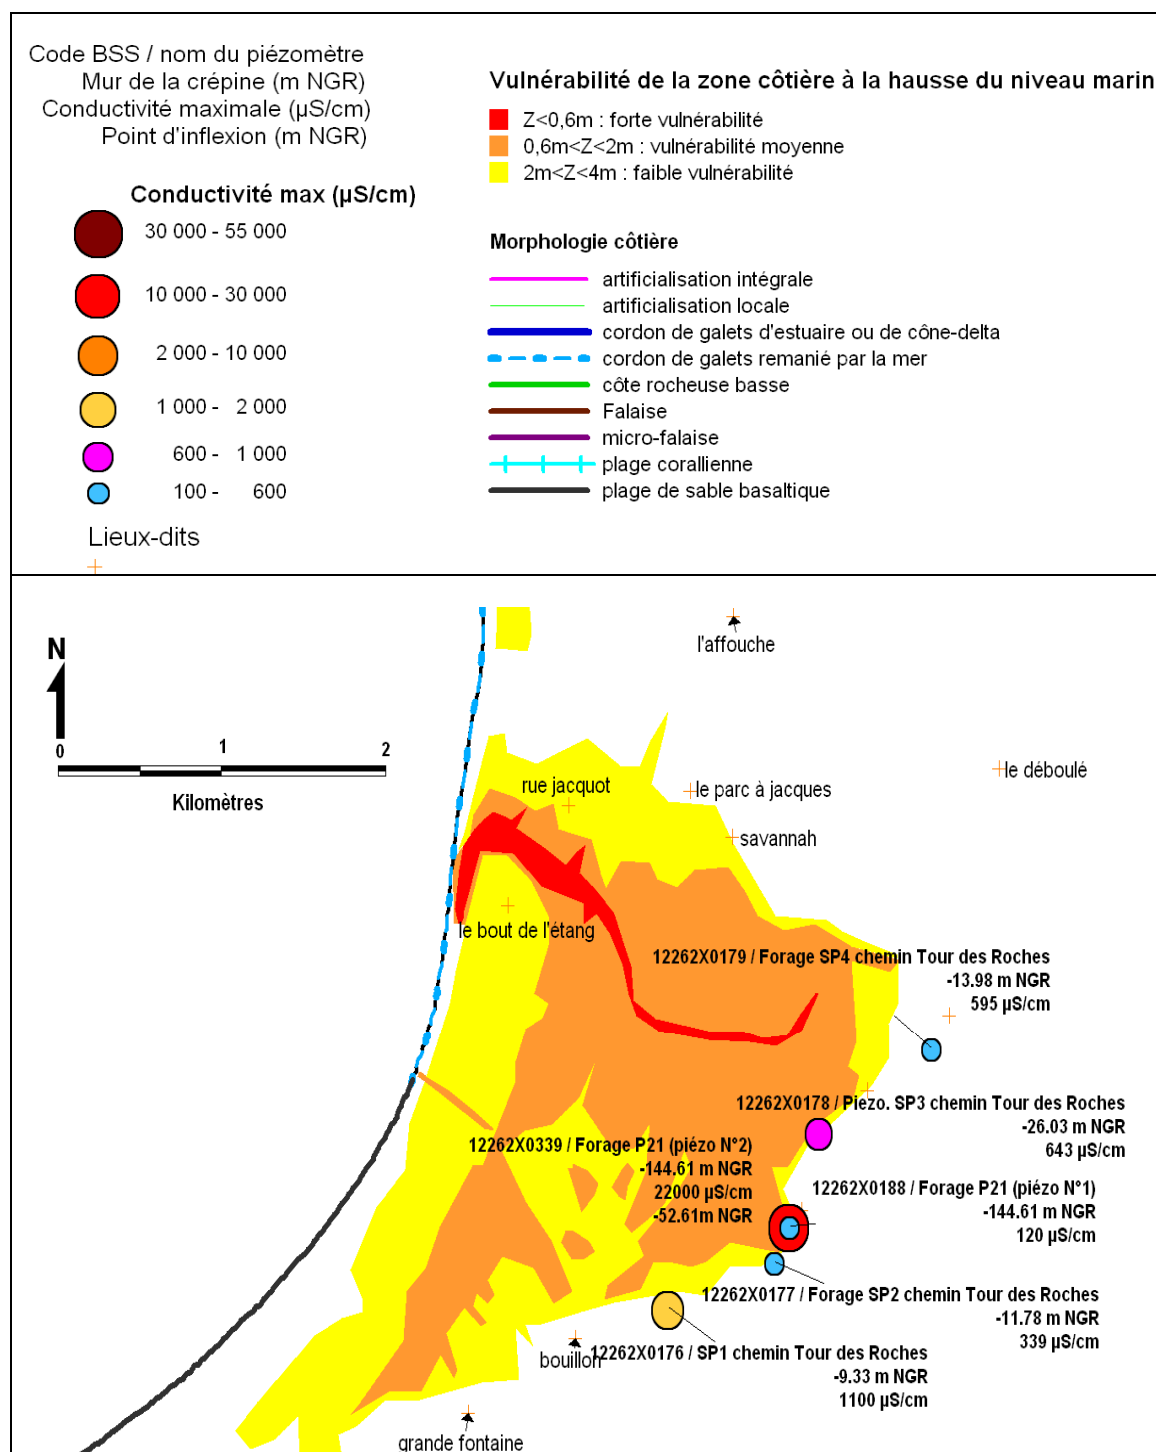 Code BSS / nom du piézomètre
Mur de la crépine (m NGR)
Conductivité maximale (µS/cm)
Point d'inflexion (m NGR)
Conductivité max (µS/cm)
30 000 - 55 000
10 000 - 30 000
2 000 - 10 000
1 000 - 2 000
600 - 1 000
100 - 600
Lieux-dits
Vulnérabilité de la zone côtière à la hausse du niveau marin
Z<0,6m : forte vulnérabilité
0,6m<Z<2m : vulnérabilité moyenne
2m<Z<4m : faible vulnérabilité
Morphologie côtière
artificialisation intégrale
artificialisation locale
cordon de galets d'estuaire ou de cône-delta
cordon de galets remanié par la mer
côte rocheuse basse
Falaise
micro-falaise
plage corallienne
plage de sable basaltique
N
0 1 2
Kilomètres
l'affouche
le déboulé
rue jacquot
le parc à jacques
savannah
le bout de l'étang
12262X0179 / Forage SP4 chemin Tour des Roches
-13.98 m NGR
595 µS/cm
12262X0178 / Piezo. SP3 chemin Tour des Roches
-26.03 m NGR
643 µS/cm
12262X0339 / Forage P21 (piézo N°2)
-144.61 m NGR
22000 µS/cm
-52.61m NGR
12262X0188 / Forage P21 (piézo N°1)
-144.61 m NGR
120 µS/cm
12262X0177 / Forage SP2 chemin Tour des Roches
-11.78 m NGR
339 µS/cm
bouillon
12262X0176 / SP1 chemin Tour des Roches
-9.33 m NGR
1100 µS/cm
grande fontaine